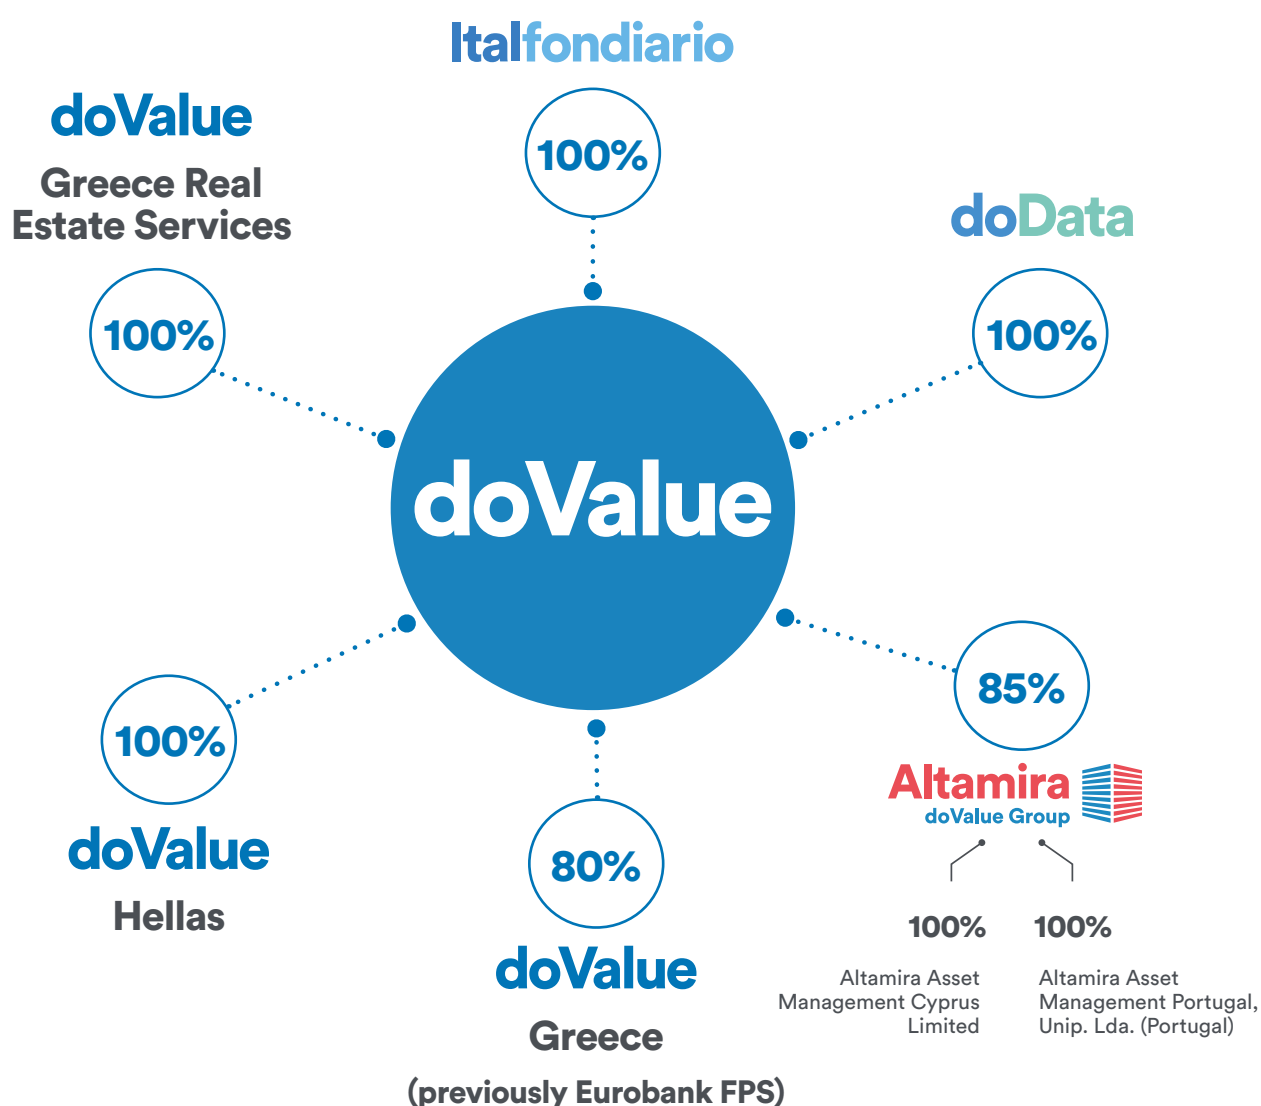 Italfondiario
100%
doValue
Greece Real
Estate Services
100%
doData
100%
doValue
100%
doValue
Hellas
80%
doValue
Greece
(previously Eurobank FPS)
85%
Altamira
doValue Group
100%
Altamira Asset
Management Cyprus
Limited
100%
Altamira Asset
Management Portugal,
Unip. Lda. (Portugal)